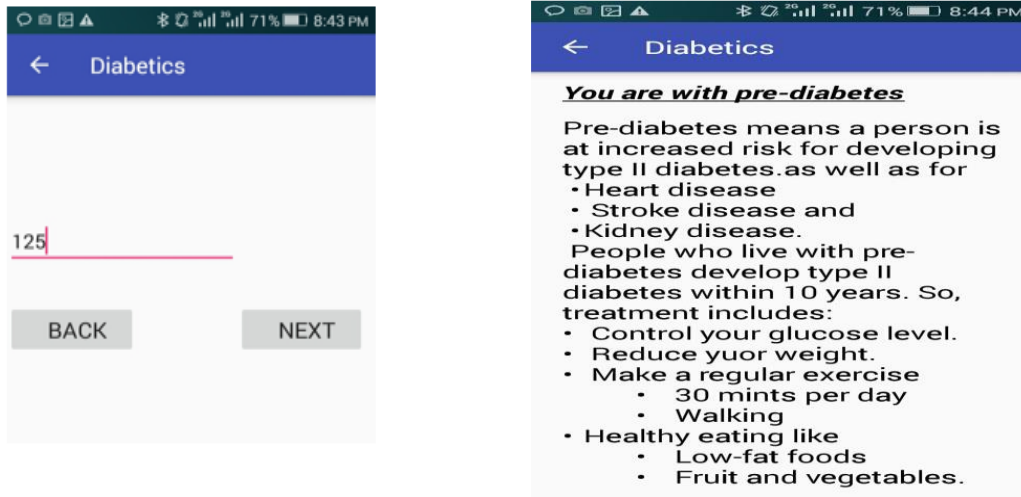 2G 2G 71% 8:43 PM
← Diabetics
125
BACK NEXT
2G 2G 71% 8:44 PM
← Diabetics
You are with pre-diabetes
Pre-diabetes means a person is
at increased risk for developing
type II diabetes.as well as for
•Heart disease
• Stroke disease and
•Kidney disease.
People who live with pre-
diabetes develop type II
diabetes within 10 years. So,
treatment includes:
• Control your glucose level.
• Reduce yuor weight.
• Make a regular exercise
• 30 mints per day
• Walking
• Healthy eating like
• Low-fat foods
• Fruit and vegetables.